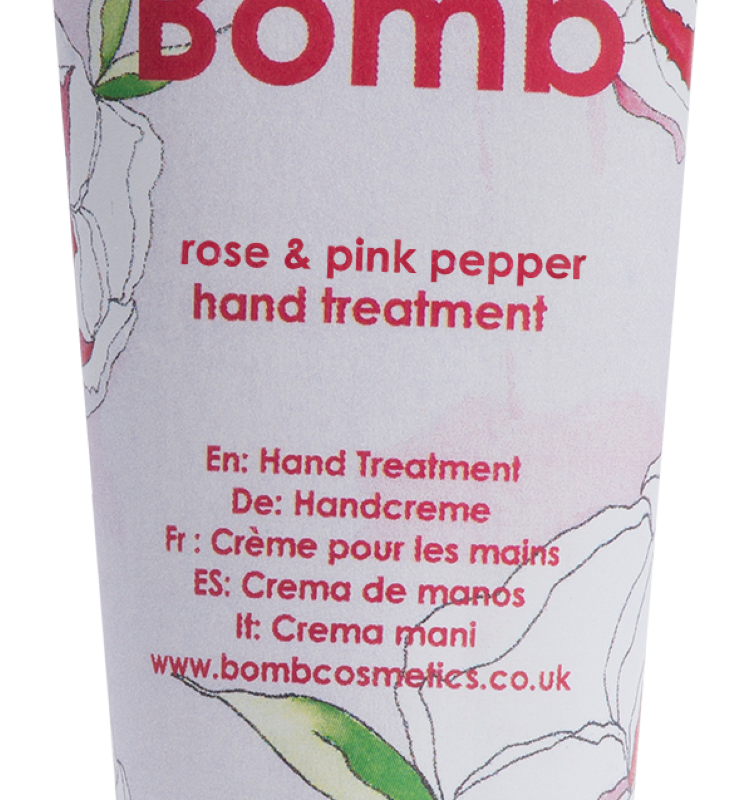 Bomb
rose & pink pepper
hand treatment
En: Hand Treatment
De: Handcreme
Fr : Crème pour les mains
ES: Crema de manos
It: Crema mani
www.bombcosmetics.co.uk